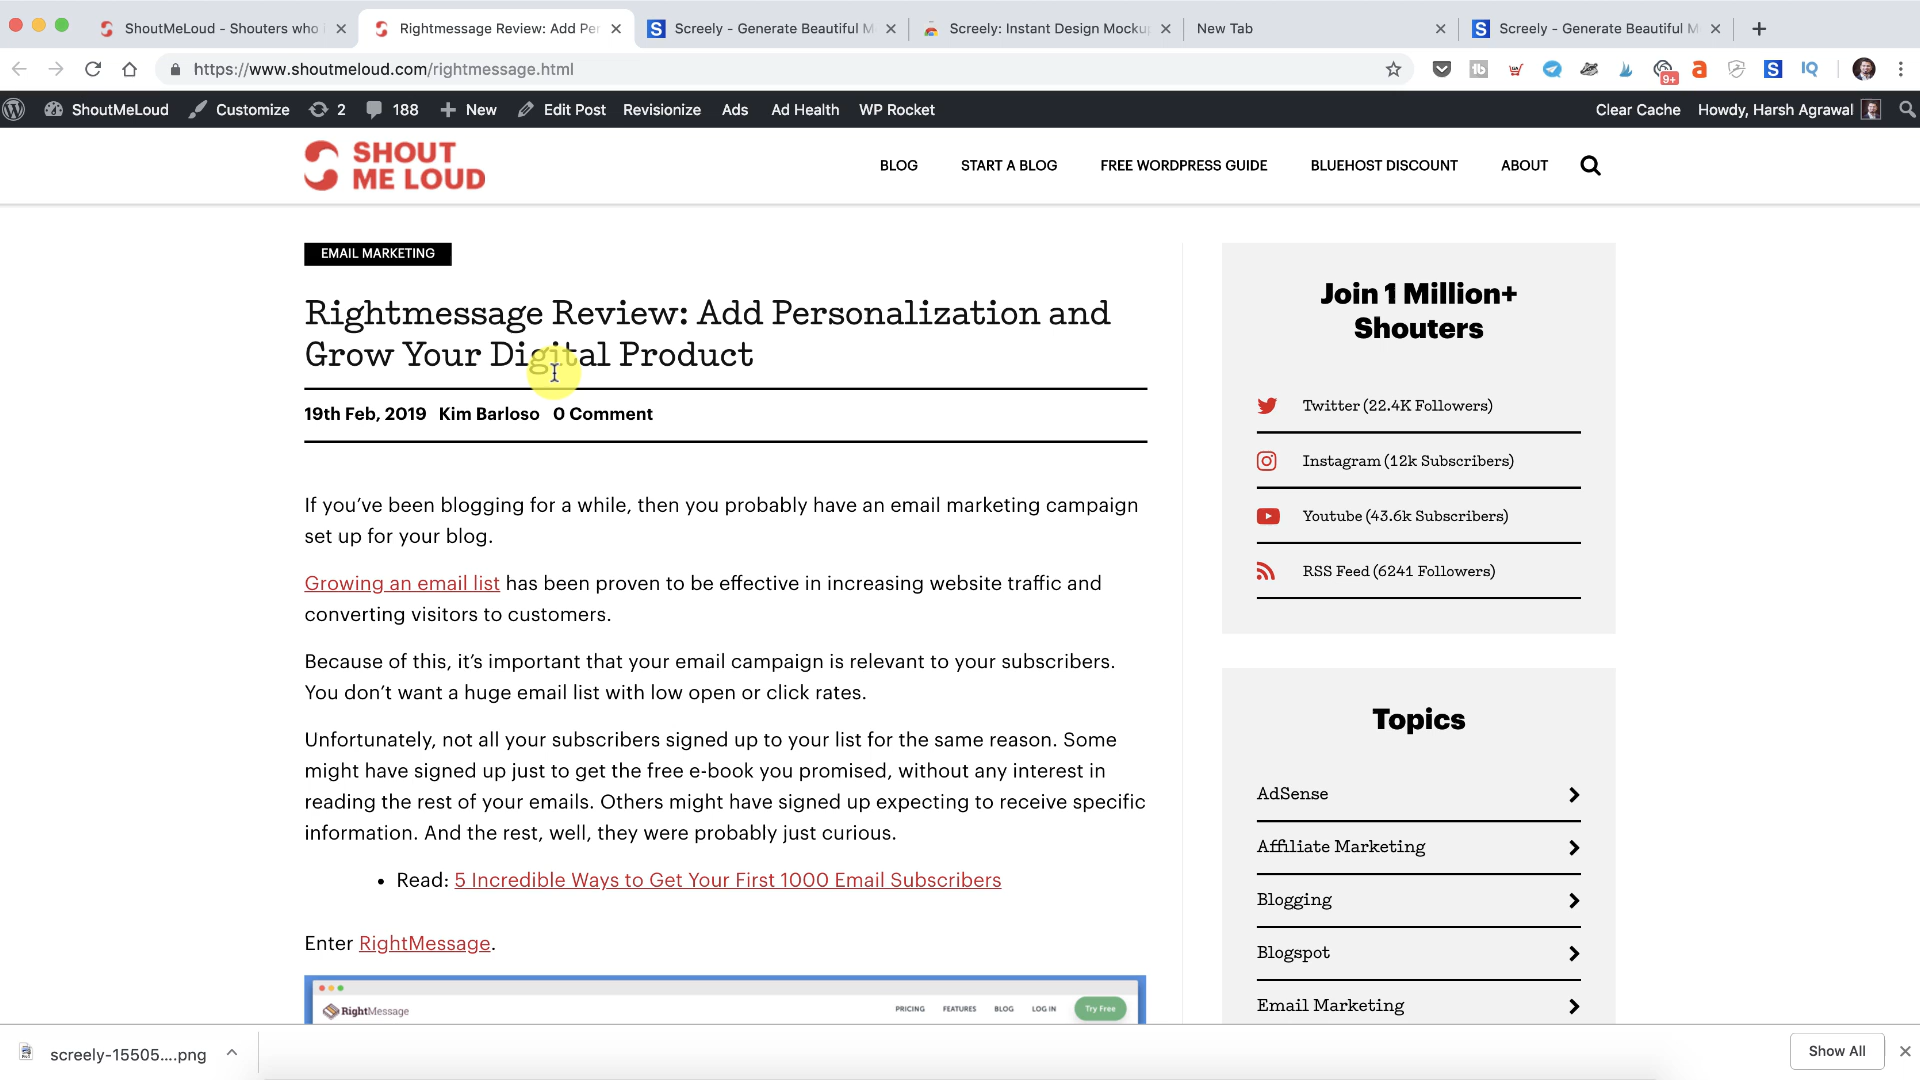 ShoutMeLoud - Shouters who
Rightmessage Review: Add Per
Screely - Generate Beautiful M
Screely: Instant Design Mockup
New Tab
Screely - Generate Beautiful M
https://www.shoutmeloud.com/rightmessage.html
9+
IQ
ShoutMeLoud
Customize
2
188
New
Edit Post
Revisionize
Ads
Ad Health
WP Rocket
Clear Cache
Howdy, Harsh Agrawal
SHOUT
ME LOUD
BLOG
START A BLOG
FREE WORDPRESS GUIDE
BLUEHOST DISCOUNT
ABOUT
EMAIL MARKETING
Rightmessage Review: Add Personalization and
Grow Your Digital Product
19th Feb, 2019 Kim Barloso 0 Comment
If you’ve been blogging for a while, then you probably have an email marketing campaign
set up for your blog.
Growing an email list has been proven to be effective in increasing website traffic and
converting visitors to customers.
Because of this, it’s important that your email campaign is relevant to your subscribers.
You don’t want a huge email list with low open or click rates.
Unfortunately, not all your subscribers signed up to your list for the same reason. Some
might have signed up just to get the free e-book you promised, without any interest in
reading the rest of your emails. Others might have signed up expecting to receive specific
information. And the rest, well, they were probably just curious.
• Read: 5 Incredible Ways to Get Your First 1000 Email Subscribers
Enter RightMessage.
RightMessage
PRICING
FEATURES
BLOG
LOG IN
Try Free
Join 1 Million+
Shouters
Twitter (22.4K Followers)
Instagram (12k Subscribers)
Youtube (43.6k Subscribers)
RSS Feed (6241 Followers)
Topics
AdSense
Affiliate Marketing
Blogging
Blogspot
Email Marketing
screely-15505....png
Show All